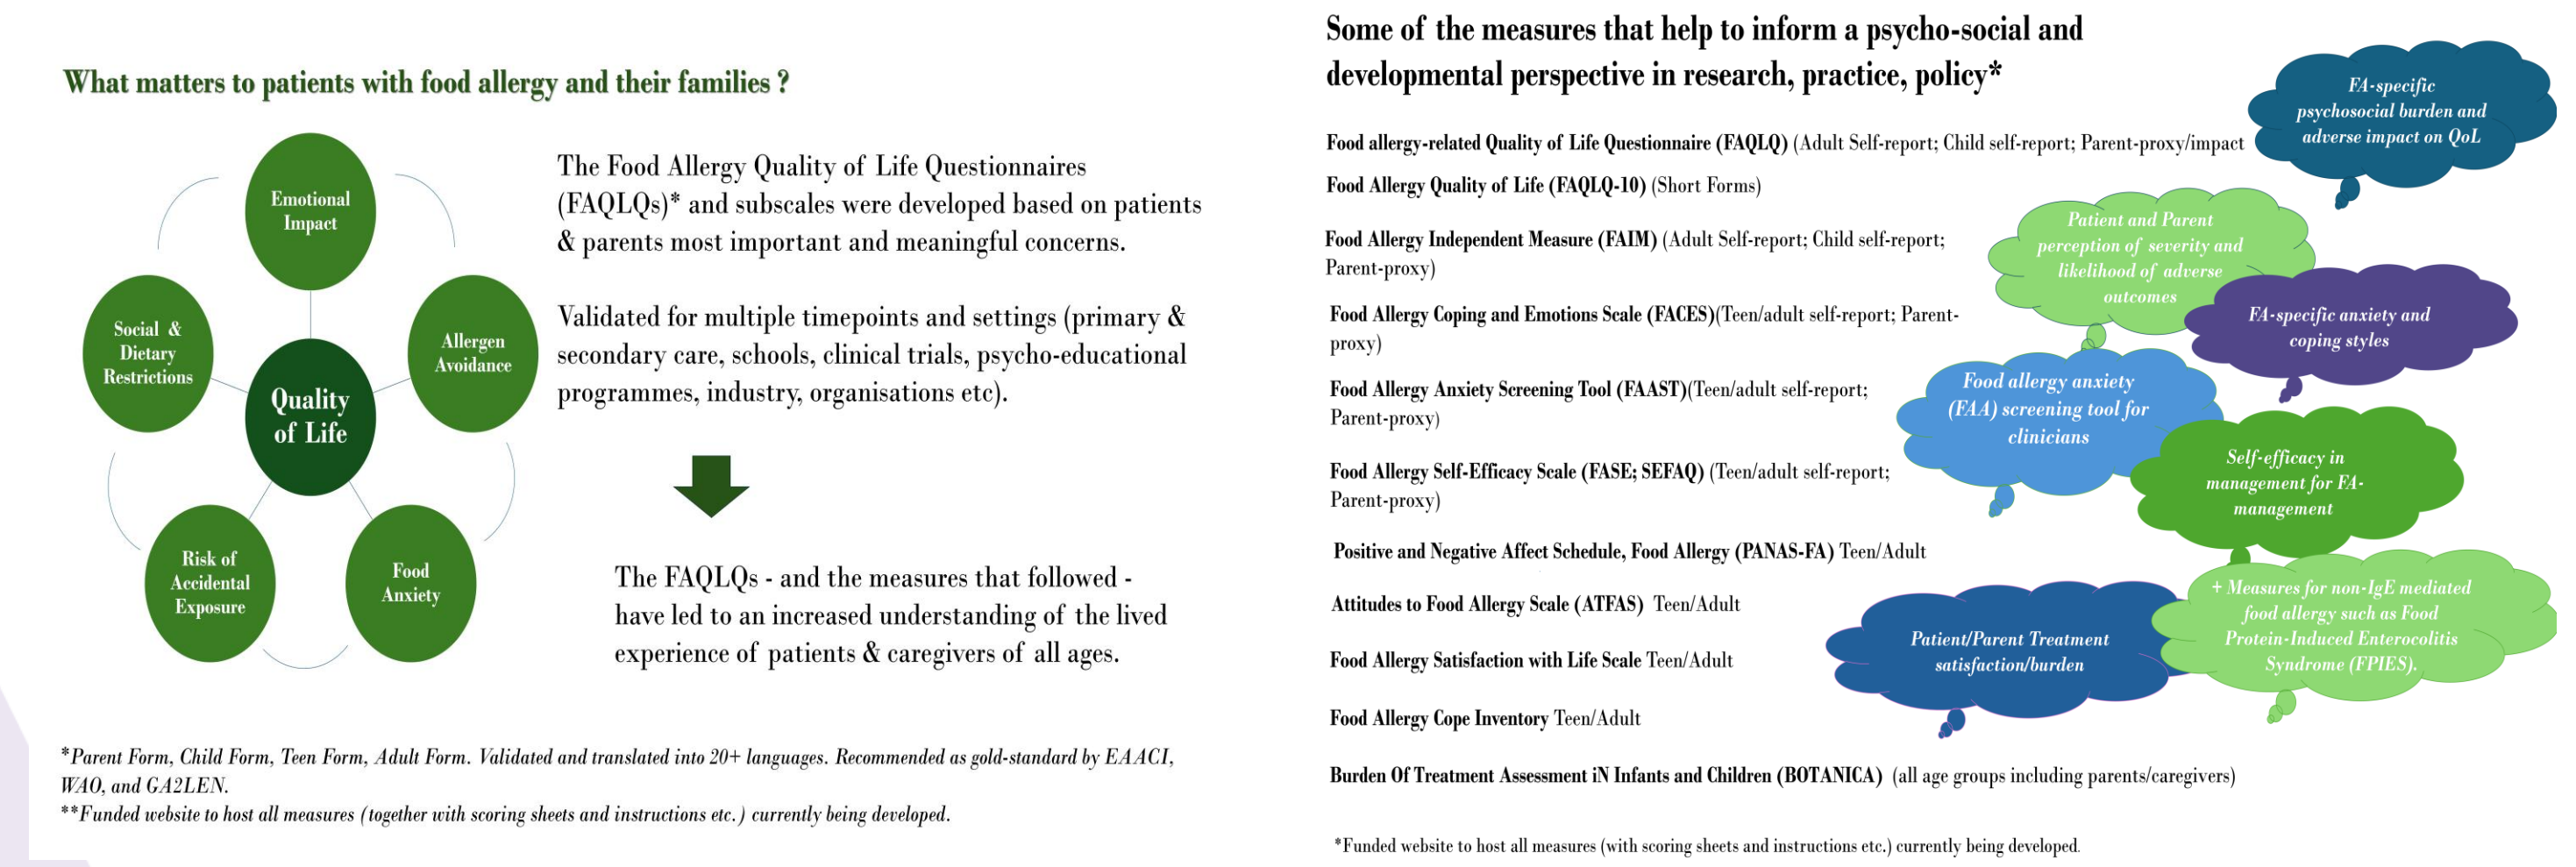 What matters to patients with food allergy and their families ?
Emotional
Impact
Allergen
Avoidance
Food
Anxiety
Risk of
Accidental
Exposure
Social &
Dietary
Restrictions
Quality
of Life
The Food Allergy Quality of Life Questionnaires
(FAQLQs)* and subscales were developed based on patients
& parents most important and meaningful concerns.
Validated for multiple timepoints and settings (primary &
secondary care, schools, clinical trials, psycho-educational
programmes, industry, organisations etc).
The FAQLQs - and the measures that followed -
have led to an increased understanding of the lived
experience of patients & caregivers of all ages.
*Parent Form, Child Form, Teen Form, Adult Form. Validated and translated into 20+ languages. Recommended as gold-standard by EAACI,
WAO, and GA2LEN.
**Funded website to host all measures (together with scoring sheets and instructions etc.) currently being developed.
Some of the measures that help to inform a psycho-social and
developmental perspective in research, practice, policy*
Food allergy-related Quality of Life Questionnaire (FAQLQ) (Adult Self-report; Child self-report; Parent-proxy/impact
Food Allergy Quality of Life (FAQLQ-10) (Short Forms)
Food Allergy Independent Measure (FAIM) (Adult Self-report; Child self-report;
Parent-proxy)
Food Allergy Coping and Emotions Scale (FACES)(Teen/adult self-report; Parent-
proxy)
Food Allergy Anxiety Screening Tool (FAAST)(Teen/adult self-report;
Parent-proxy)
Food Allergy Self-Efficacy Scale (FASE; SEFAQ) (Teen/adult self-report;
Parent-proxy)
Positive and Negative Affect Schedule, Food Allergy (PANAS-FA) Teen/Adult
Attitudes to Food Allergy Scale (ATFAS) Teen/Adult
Food Allergy Satisfaction with Life Scale Teen/Adult
Food Allergy Cope Inventory Teen/Adult
Burden Of Treatment Assessment iN Infants and Children (BOTANICA) (all age groups including parents/caregivers)
*Funded website to host all measures (with scoring sheets and instructions etc.) currently being developed.
FA-specific
psychosocial burden and
adverse impact on QoL
Patient and Parent
perception of severity and
likelihood of adverse
outcomes
FA-specific anxiety and
coping styles
Food allergy anxiety
(FAA) screening tool for
clinicians
Self-efficacy in
management for FA-
management
+ Measures for non-IgE mediated
food allergy such as Food
Protein-Induced Enterocolitis
Syndrome (FPIES).
Patient/Parent Treatment
satisfaction/burden